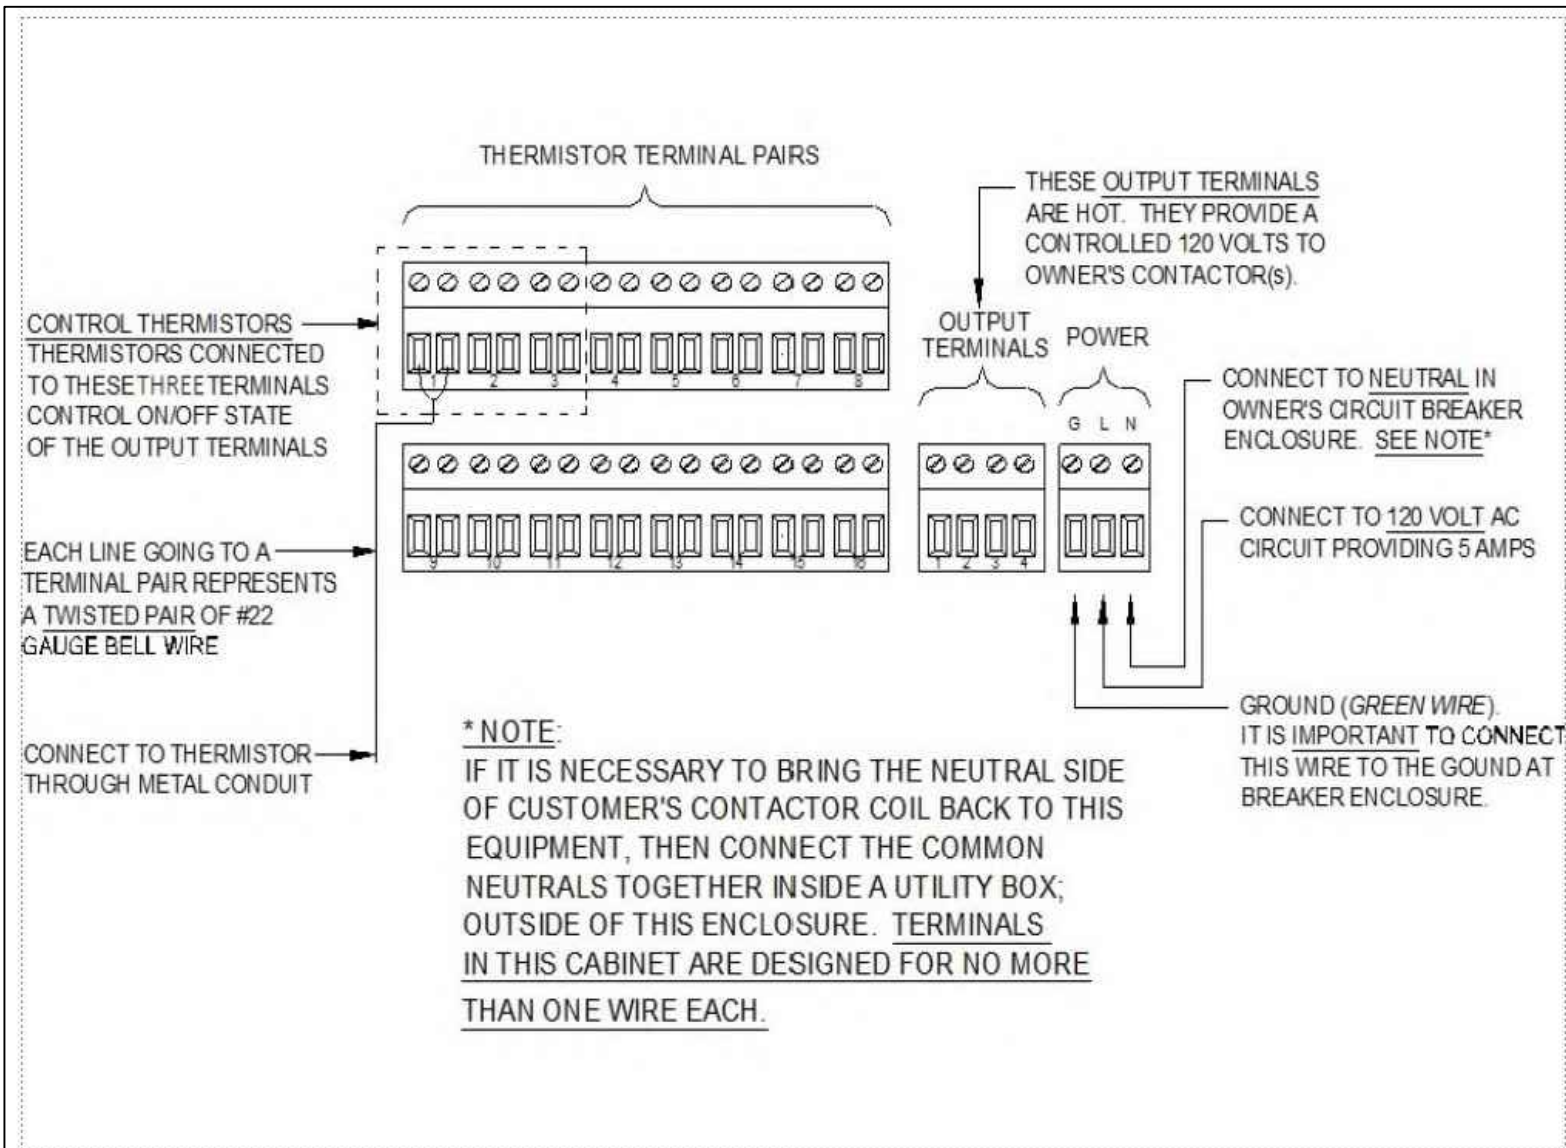 THERMISTOR TERMINAL PAIRS
THESE OUTPUT TERMINALS
ARE HOT. THEY PROVIDE A
CONTROLLED 120 VOLTS TO
OWNER'S CONTACTOR(s).
CONTROL THERMISTORS
THERMISTORS CONNECTED
TO THESE THREE TERMINALS
CONTROL ON/OFF STATE
OF THE OUTPUT TERMINALS
1 2 3 4 5 6 7 8
OUTPUT
TERMINALS
POWER
G L N
CONNECT TO NEUTRAL IN
OWNER'S CIRCUIT BREAKER
ENCLOSURE. SEE NOTE*
EACH LINE GOING TO A
TERMINAL PAIR REPRESENTS
A TWISTED PAIR OF #22
GAUGE BELL WIRE
9 10 11 12 13 14 15 16
1 2 3 4
CONNECT TO 120 VOLT AC
CIRCUIT PROVIDING 5 AMPS
GROUND (GREEN WIRE).
IT IS IMPORTANT TO CONNECT
THIS WIRE TO THE GOUND AT
BREAKER ENCLOSURE.
CONNECT TO THERMISTOR
THROUGH METAL CONDUIT
* NOTE:
IF IT IS NECESSARY TO BRING THE NEUTRAL SIDE
OF CUSTOMER'S CONTACTOR COIL BACK TO THIS
EQUIPMENT, THEN CONNECT THE COMMON
NEUTRALS TOGETHER INSIDE A UTILITY BOX;
OUTSIDE OF THIS ENCLOSURE. TERMINALS
IN THIS CABINET ARE DESIGNED FOR NO MORE
THAN ONE WIRE EACH.